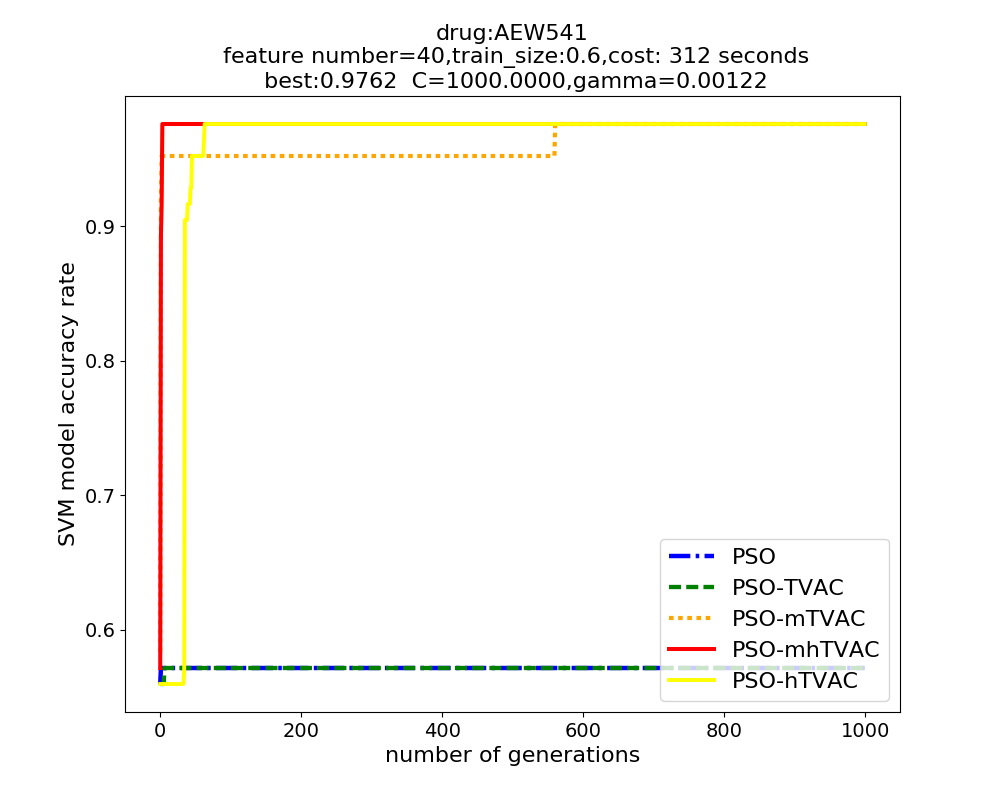 drug:AEW541
feature number=40,train_size:0.6,cost: 312 seconds
best:0.9762  C=1000.0000,gamma=0.00122
SVM model accuracy rate
0.9
0.8
0.7
0.6
PSO
PSO-TVAC
PSO-mTVAC
PSO-mhTVAC
PSO-hTVAC
0 200 400 600 800 1000
number of generations